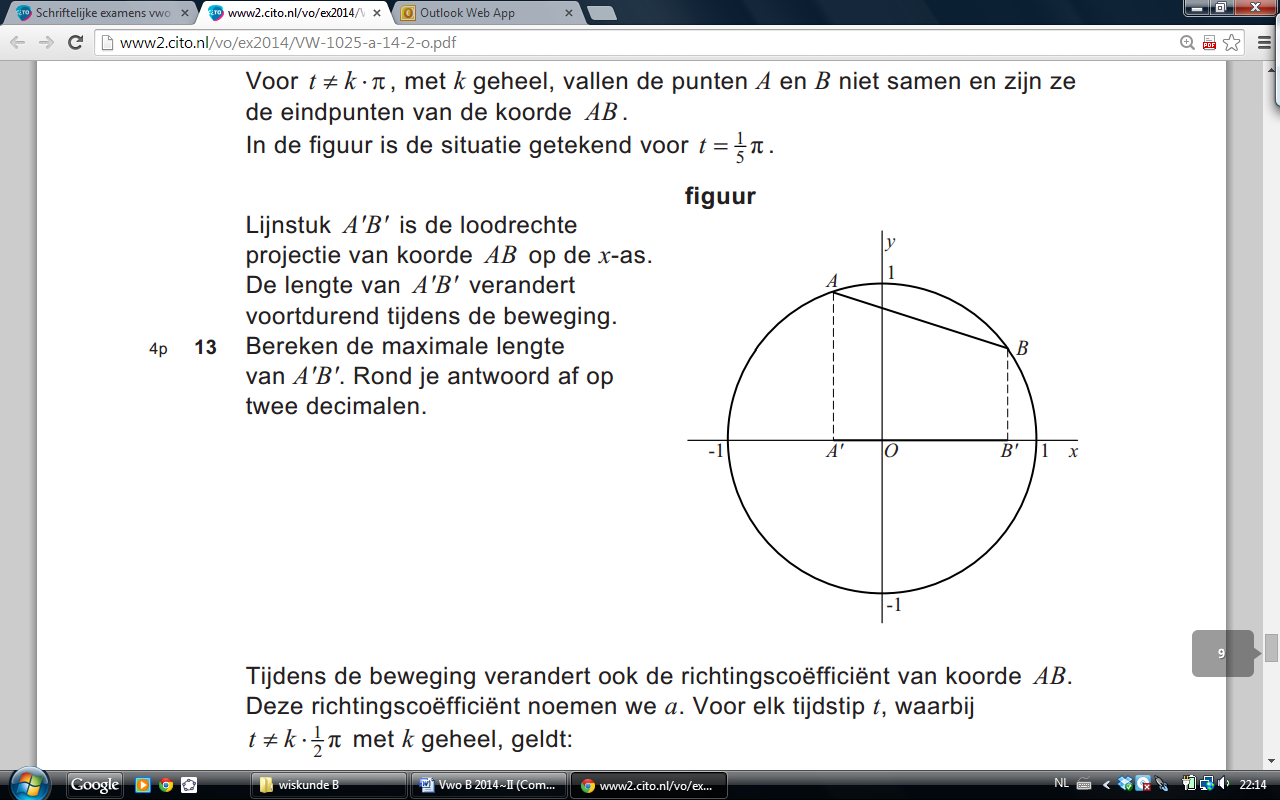 Schriftelijke examens vwo
www2.cito.nl/vo/ex2014/V
Outlook Web App
www2.cito.nl/vo/ex2014/VW-1025-a-14-2-o.pdf
Voor t ≠ k · π, met k geheel, vallen de punten A en B niet samen en zijn ze
de eindpunten van de koorde AB.
In de figuur is de situatie getekend voor t = 1/5 π.
figuur
Lijnstuk A'B' is de loodrechte
projectie van koorde AB op de x-as.
De lengte van A'B' verandert
voortdurend tijdens de beweging.
4p 13 Bereken de maximale lengte
van A'B'. Rond je antwoord af op
twee decimalen.
y
1
A
B
-1 A' O B' 1 x
-1
9
Tijdens de beweging verandert ook de richtingscoëfficiënt van koorde AB.
Deze richtingscoëfficiënt noemen we a. Voor elk tijdstip t, waarbij
t ≠ k · 1/2 π met k geheel, geldt:
Google
wiskunde B
Vwo B 2014~II (Com...
www2.cito.nl/vo/ex...
NL
22:14